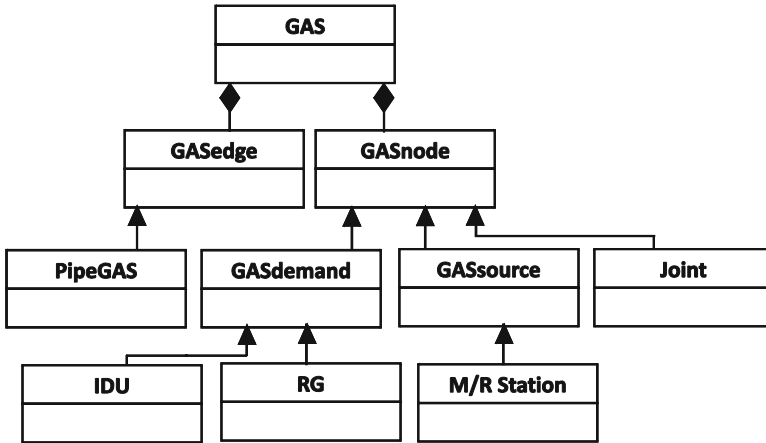 GAS
GASedge
GASnode
PipeGAS
GASdemand
GASsource
Joint
IDU
RG
M/R Station